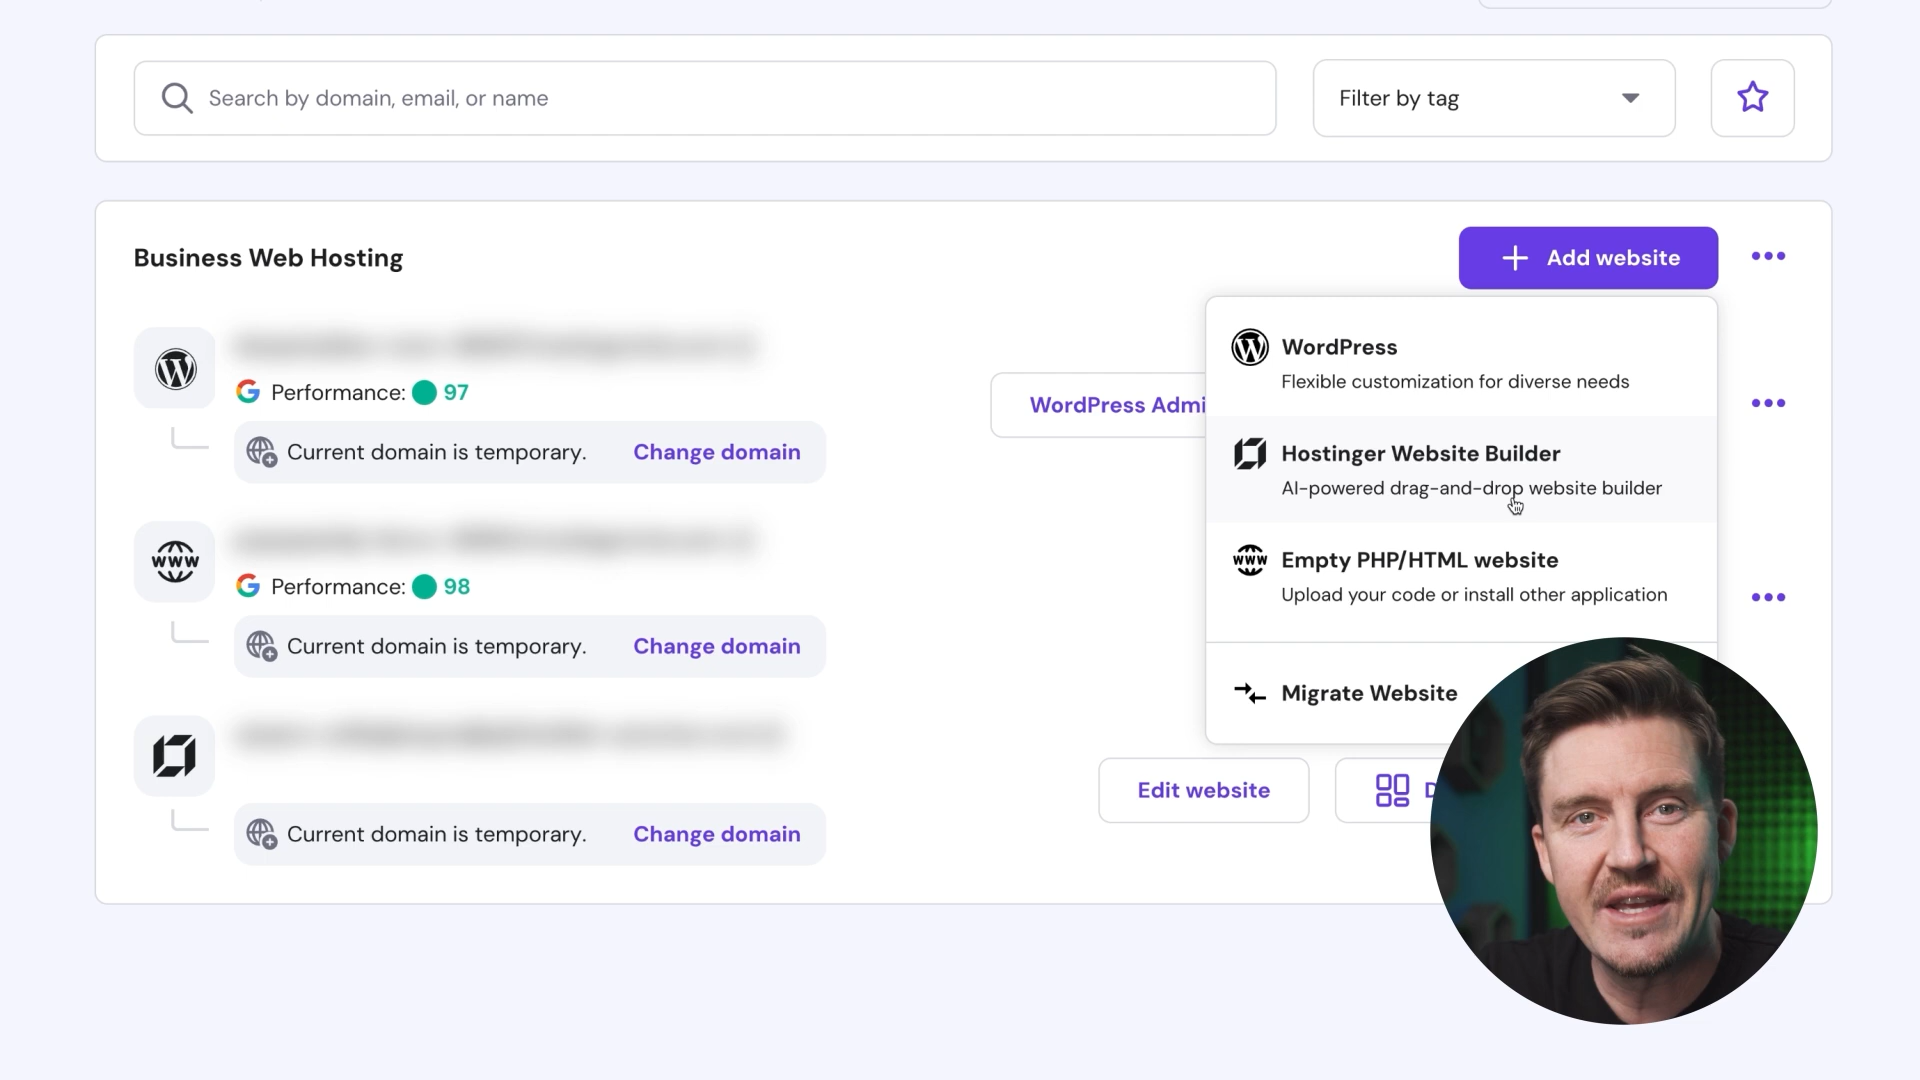 Search by domain, email, or name
Filter by tag
Business Web Hosting
Add website
WordPress
Flexible customization for diverse needs
Performance: 97
WordPress Admi
Current domain is temporary. Change domain
Hostinger Website Builder
AI-powered drag-and-drop website builder
WWW
Performance: 98
WWW
Empty PHP/HTML website
Upload your code or install other application
Current domain is temporary. Change domain
Migrate Website
Edit website
D
Current domain is temporary. Change domain